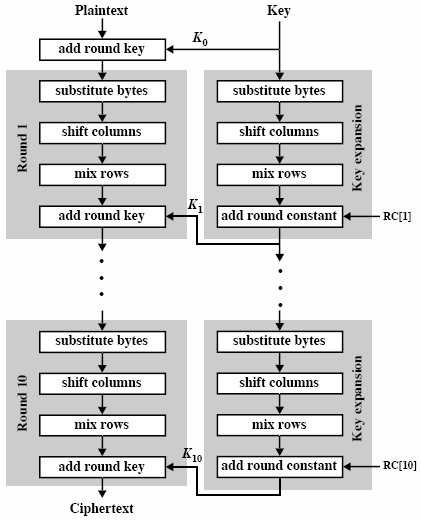 Plaintext
Key
add round key
K0
substitute bytes
substitute bytes
shift columns
shift columns
mix rows
mix rows
Round 1
Key expansion
add round key
K1
add round constant
RC[1]
substitute bytes
substitute bytes
shift columns
shift columns
mix rows
mix rows
Round 10
Key expansion
add round key
K10
add round constant
RC[10]
Ciphertext